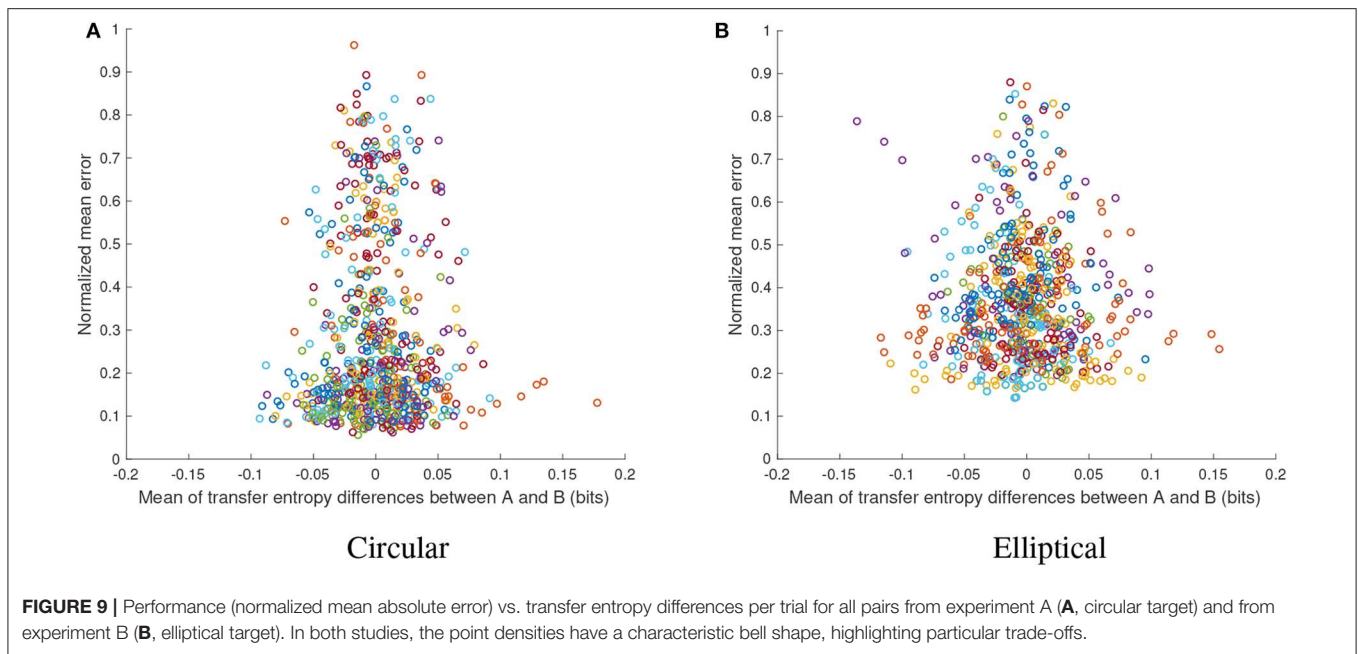 A
1
0.9
0.8
0.7
0.6
0.5
0.4
0.3
0.2
0.1
0
Normalized mean error
-0.2 -0.15 -0.1 -0.05 0 0.05 0.1 0.15 0.2
Mean of transfer entropy differences between A and B (bits)
Circular
B
1
0.9
0.8
0.7
0.6
0.5
0.4
0.3
0.2
0.1
0
Normalized mean error
-0.2 -0.15 -0.1 -0.05 0 0.05 0.1 0.15 0.2
Mean of transfer entropy differences between A and B (bits)
Elliptical
FIGURE 9 | Performance (normalized mean absolute error) vs. transfer entropy differences per trial for all pairs from experiment A (A, circular target) and from
experiment B (B, elliptical target). In both studies, the point densities have a characteristic bell shape, highlighting particular trade-offs.